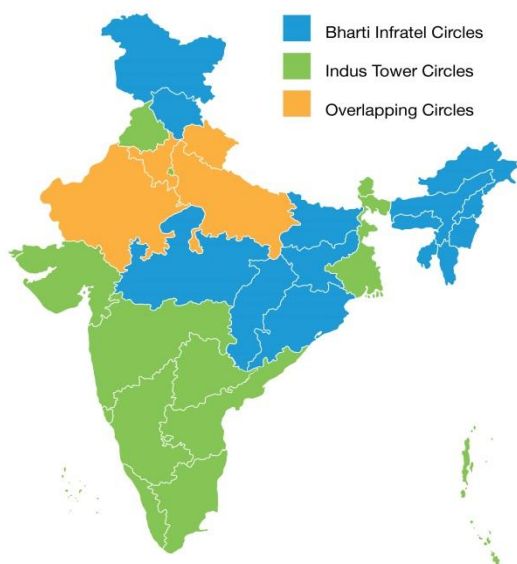 Bharti Infratel Circles
Indus Tower Circles
Overlapping Circles